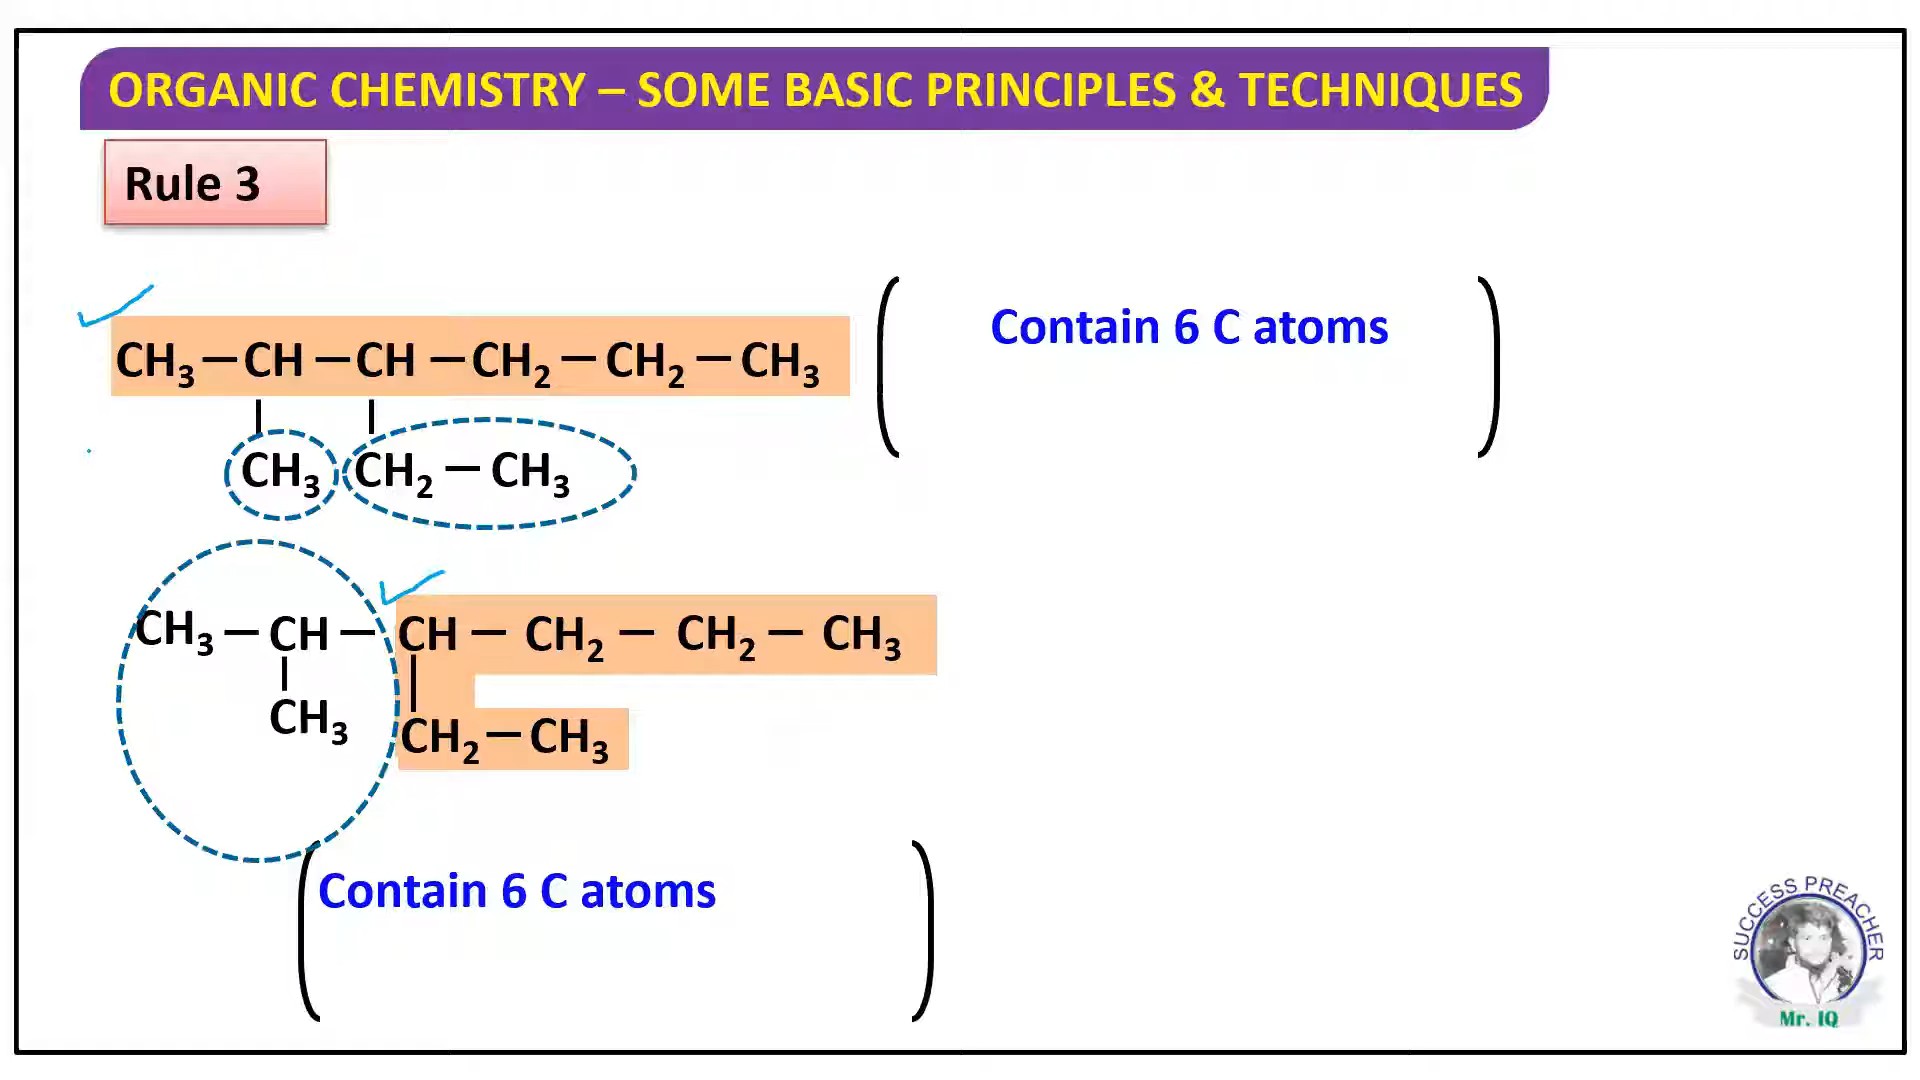 ORGANIC CHEMISTRY – SOME BASIC PRINCIPLES & TECHNIQUES
Rule 3
CH₃ – CH – CH – CH₂ – CH₂ – CH₃
Contain 6 C atoms
CH₃ CH₂ – CH₃
CH₃ – CH – CH – CH₂ – CH₂ – CH₃
CH₃ CH₂ – CH₃
Contain 6 C atoms
SUCCESS PREACHER
Mr. IQ